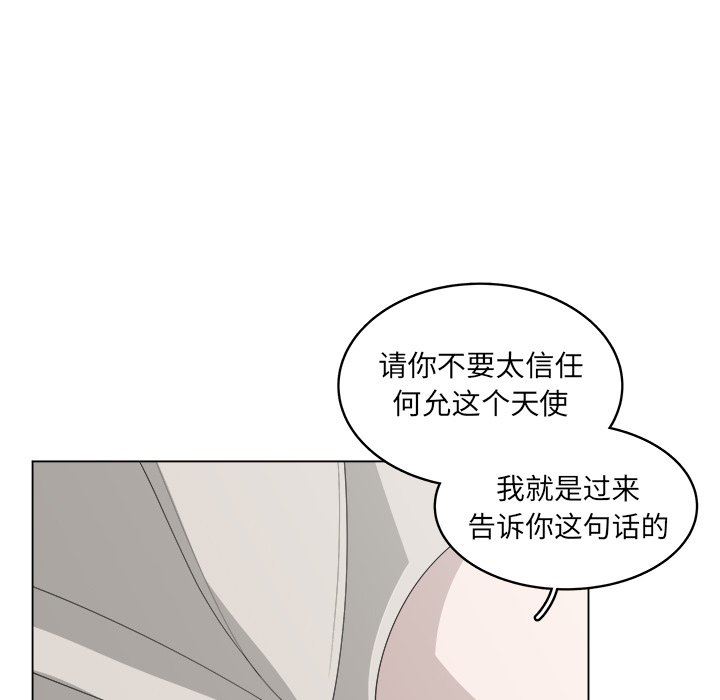 请你不要太信任
何允这个天使
我就是过来
告诉你这句话的